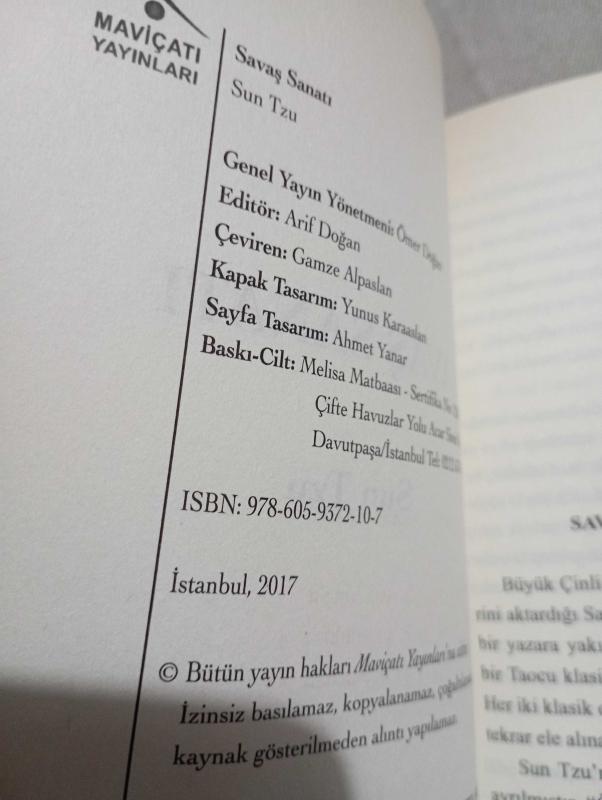 MAVİÇATI
YAYINLARI
Savaş Sanatı
Sun Tzu
Genel Yayın Yönetmeni: Ömer Doğan
Editör: Arif Doğan
Çeviren: Gamze Alpaslan
Kapak Tasarım: Yunus Karaaslan
Sayfa Tasarım: Ahmet Yanar
Baskı-Cilt: Melisa Matbaası - Sertifika No:
Çifte Havuzlar Yolu Acar
Davutpaşa/İstanbul Tel:
ISBN: 978-605-9372-10-7
İstanbul, 2017
© Bütün yayın hakları Maviçatı Yayınları'na
İzinsiz basılamaz, kopyalanamaz,
kaynak gösterilmeden alıntı yapılamaz.
SAV
Büyük Çinli
rini aktardığı Sa
bir yazara yakı
bir Taocu klasi
Her iki klasik
tekrar ele alına
Sun Tzu'